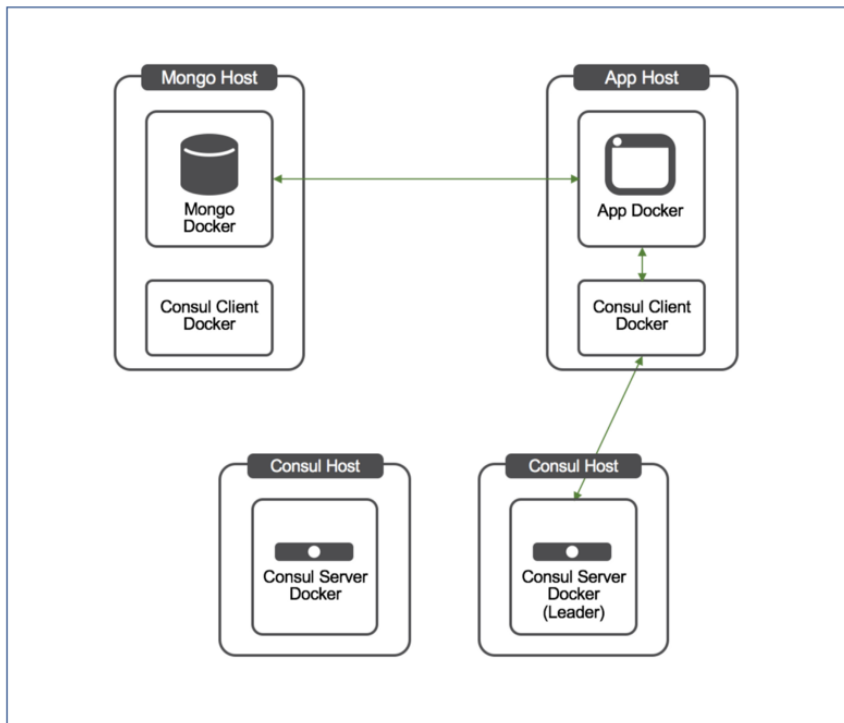 Mongo Host
App Host
Mongo
Docker
App Docker
Consul Client
Docker
Consul Client
Docker
Consul Host
Consul Host
Consul Server
Docker
Consul Server
Docker
(Leader)